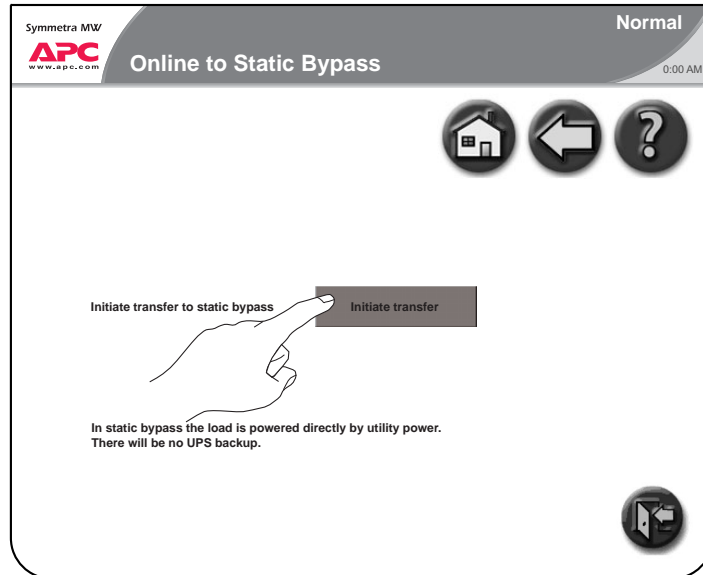 Symmetra MW
APC
www.apc.com
Online to Static Bypass
Normal
0:00 AM
?
Initiate transfer to static bypass
Initiate transfer
In static bypass the load is powered directly by utility power.
There will be no UPS backup.